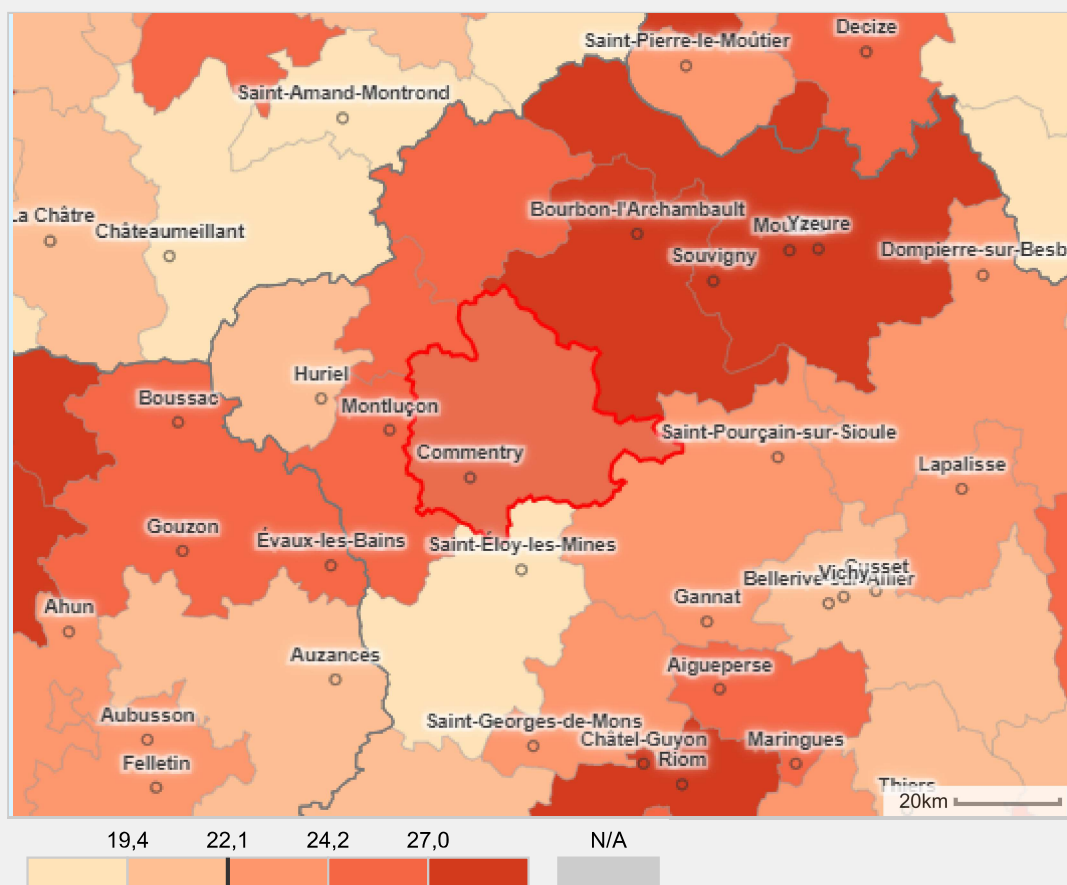 Decize
Saint-Pierre-le-Moûtier
Saint-Amand-Montrond
Bourbon-l'Archambault
La Châtre
Châteaumeillant
Yzeure
Souvigny
Dompierre-sur-Besb
Huriel
Boussac
Montluçon
Saint-Pourçain-sur-Sioule
Commentry
Lapalisse
Gouzon
Évaux-les-Bains
Saint-Éloy-les-Mines
Cusset
Vichy
Gannat
Ahun
Auzances
Aigueperse
Aubusson
Saint-Georges-de-Mons
Châtel-Guyon
Maringues
Riom
Felletin
Thiers
20km
19,4 22,1 24,2 27,0 N/A